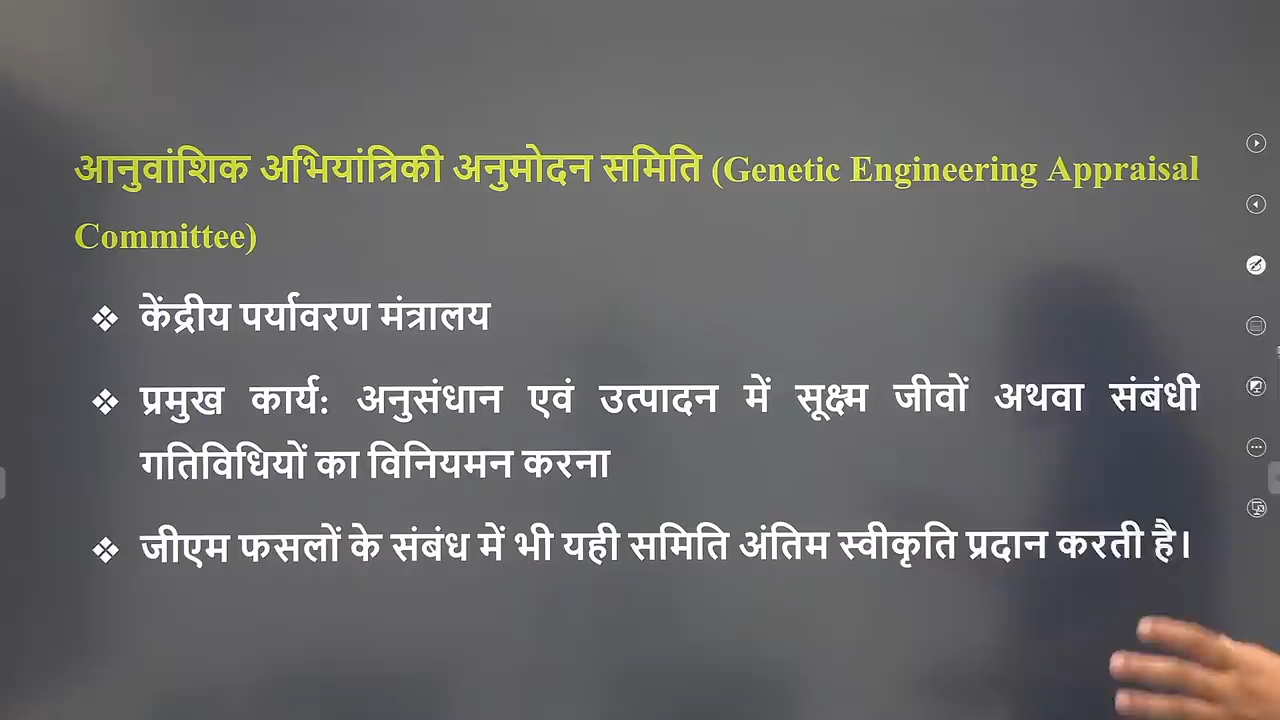 आनुवांशिक अभियांत्रिकी अनुमोदन समिति (Genetic Engineering Appraisal
Committee)
❖ केंद्रीय पर्यावरण मंत्रालय
❖ प्रमुख कार्य: अनुसंधान एवं उत्पादन में सूक्ष्म जीवों अथवा संबंधी
गतिविधियों का विनियमन करना
❖ जीएम फसलों के संबंध में भी यही समिति अंतिम स्वीकृति प्रदान करती है।